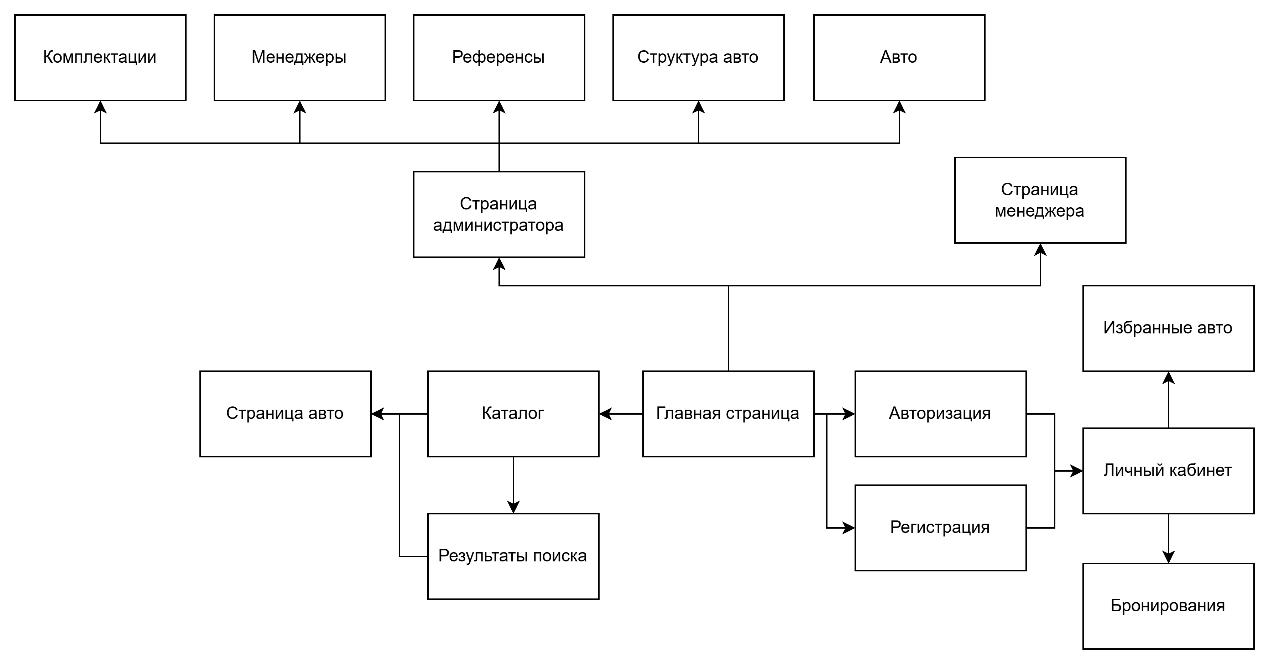 Комплектации
Менеджеры
Референсы
Структура авто
Авто
Страница
администратора
Страница
менеджера
Избранные авто
Страница авто
Каталог
Главная страница
Авторизация
Личный кабинет
Результаты поиска
Регистрация
Бронирования